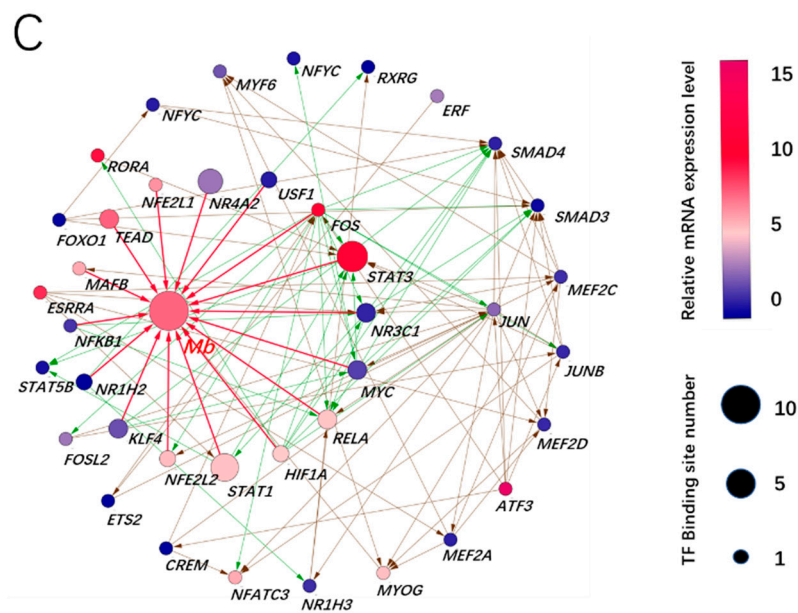 C
NFYC
MYF6
RXRG
ERF
NFYC
SMAD4
RORA
NFE2L1
NR4A2
USF1
SMAD3
FOXO1
TEAD
FOS
MAFB
STAT3
MEF2C
ESRRA
NFKB1
Mb
NR3C1
JUN
STAT5B
NR1H2
MYC
JUNB
FOSL2
KLF4
RELA
MEF2D
NFE2L2
STAT1
HIF1A
ETS2
ATF3
CREM
MEF2A
NFATC3
NR1H3
MYOG
Relative mRNA expression level
15
10
5
0
TF Binding site number
10
5
1